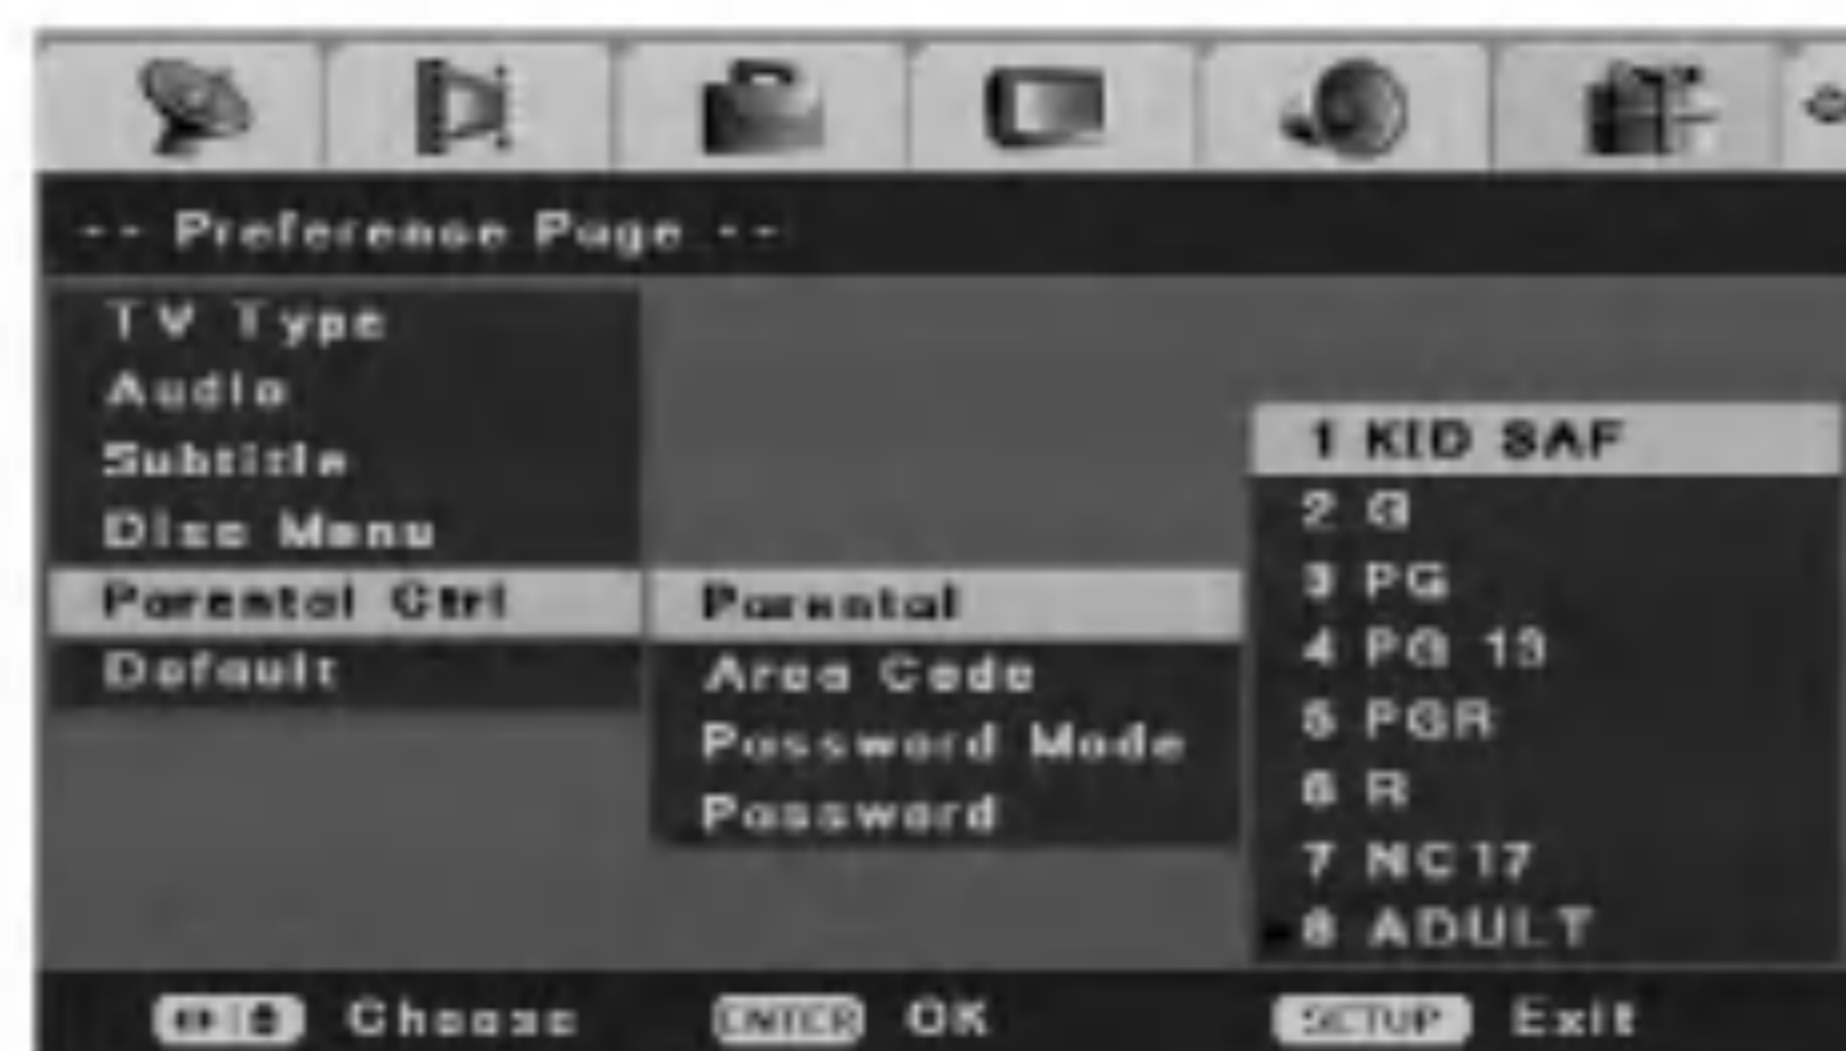 -- Preference Page --
TV Type
Audio
Subtitle
Disc Menu
Parental Ctrl
Default
Parental
Area Code
Password Mode
Password
1 KID SAF
2 G
3 PG
4 PG 13
5 PGR
6 R
7 NC17
8 ADULT
Choose ENTER OK SETUP Exit